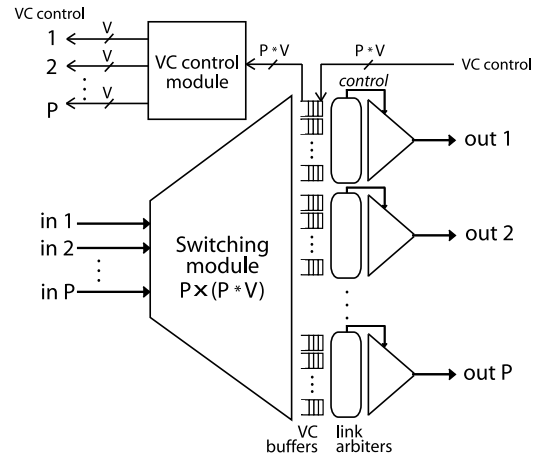 VC control
1
V
2
V
P
V
VC control
module
P * V
P * V
VC control
control
in 1
in 2
in P
Switching
module
P × (P * V)
out 1
out 2
out P
VC
buffers
link
arbiters